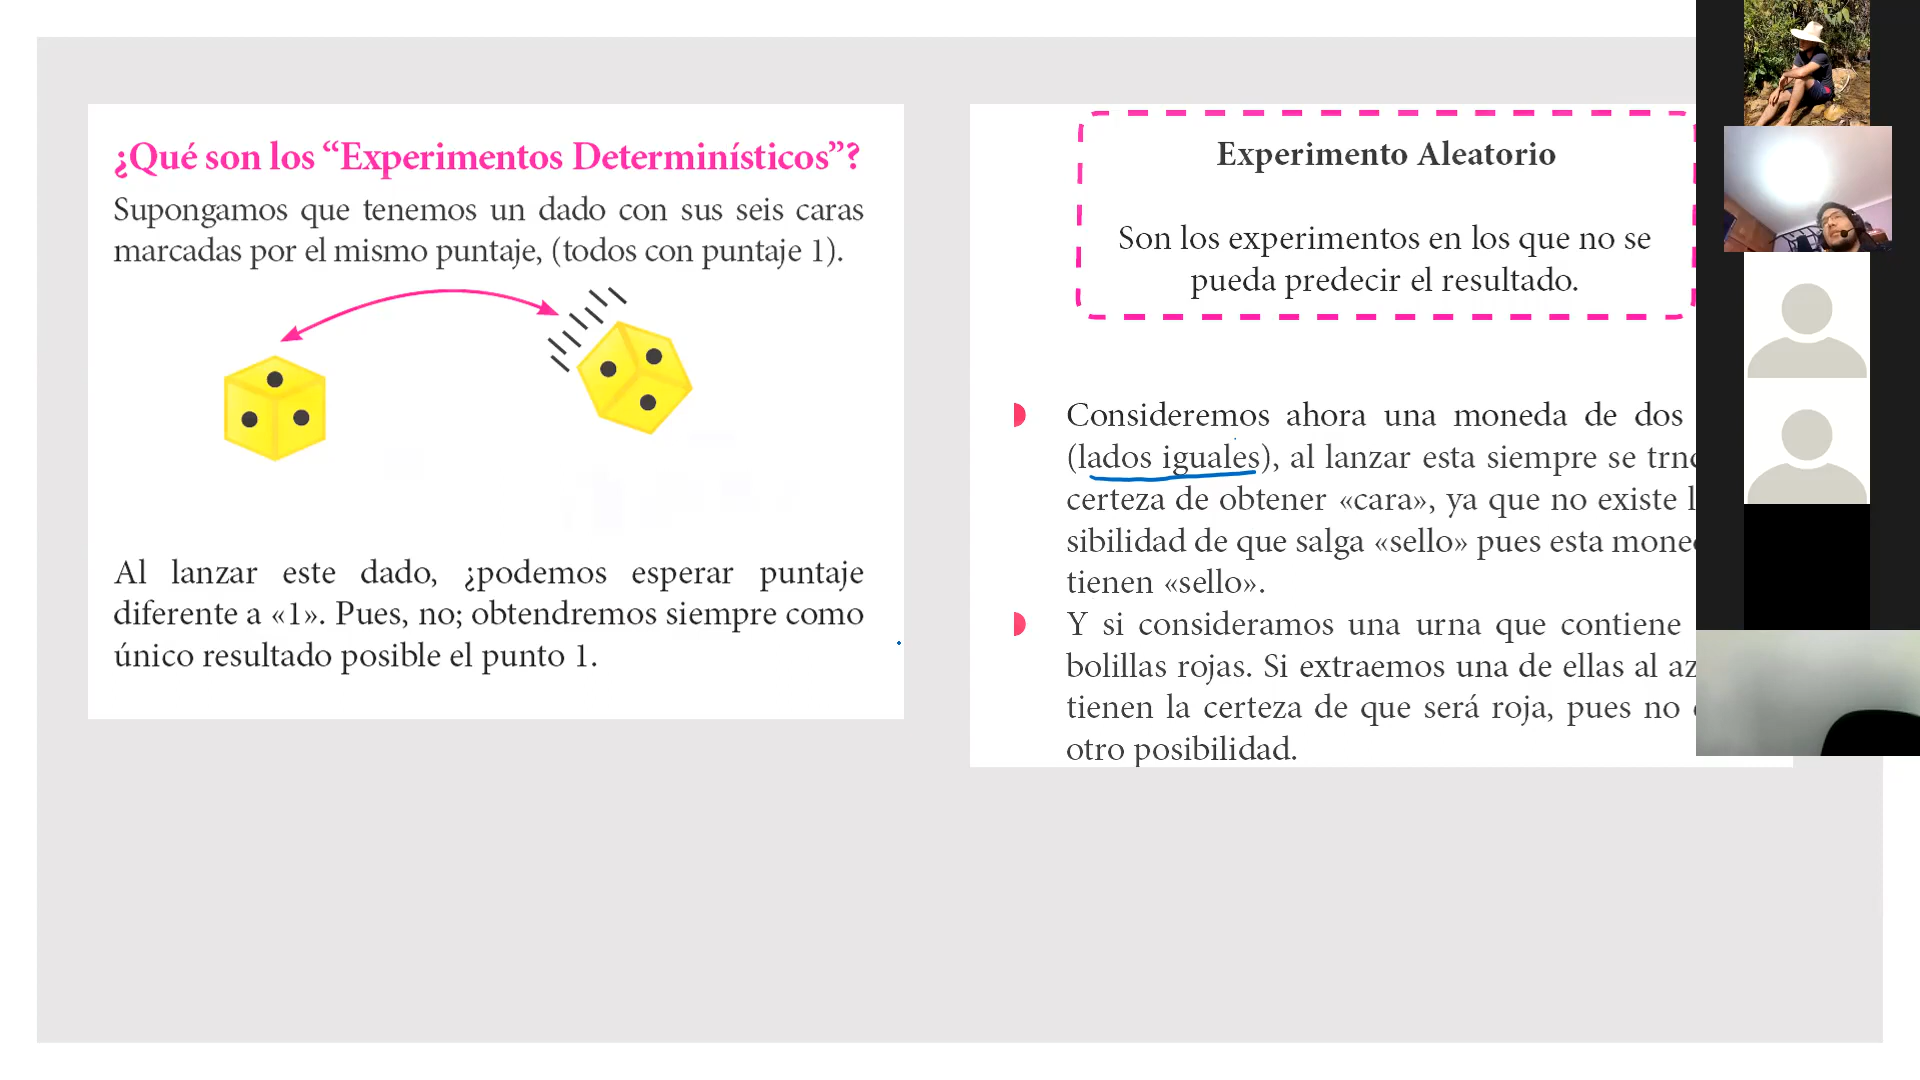 ¿Qué son los “Experimentos Determinísticos”?
Supongamos que tenemos un dado con sus seis caras
marcadas por el mismo puntaje, (todos con puntaje 1).
Al lanzar este dado, ¿podemos esperar puntaje
diferente a «1». Pues, no; obtendremos siempre como
único resultado posible el punto 1.
Experimento Aleatorio
Son los experimentos en los que no se
pueda predecir el resultado.
Consideremos ahora una moneda de dos
(lados iguales), al lanzar esta siempre se
certeza de obtener «cara», ya que no existe
sibilidad de que salga «sello» pues esta
tienen «sello».
Y si consideramos una urna que contiene
bolillas rojas. Si extraemos una de ellas al
tienen la certeza de que será roja, pues no
otro posibilidad.